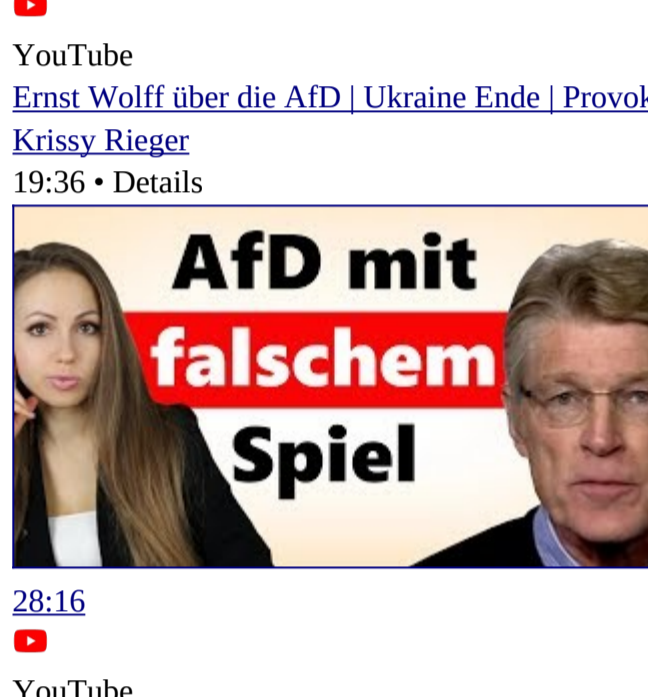 YouTube
Ernst Wolff über die AfD | Ukraine Ende | Provok
Krissy Rieger
19:36 • Details
AfD mit
falschem
Spiel
28:16
YouTube